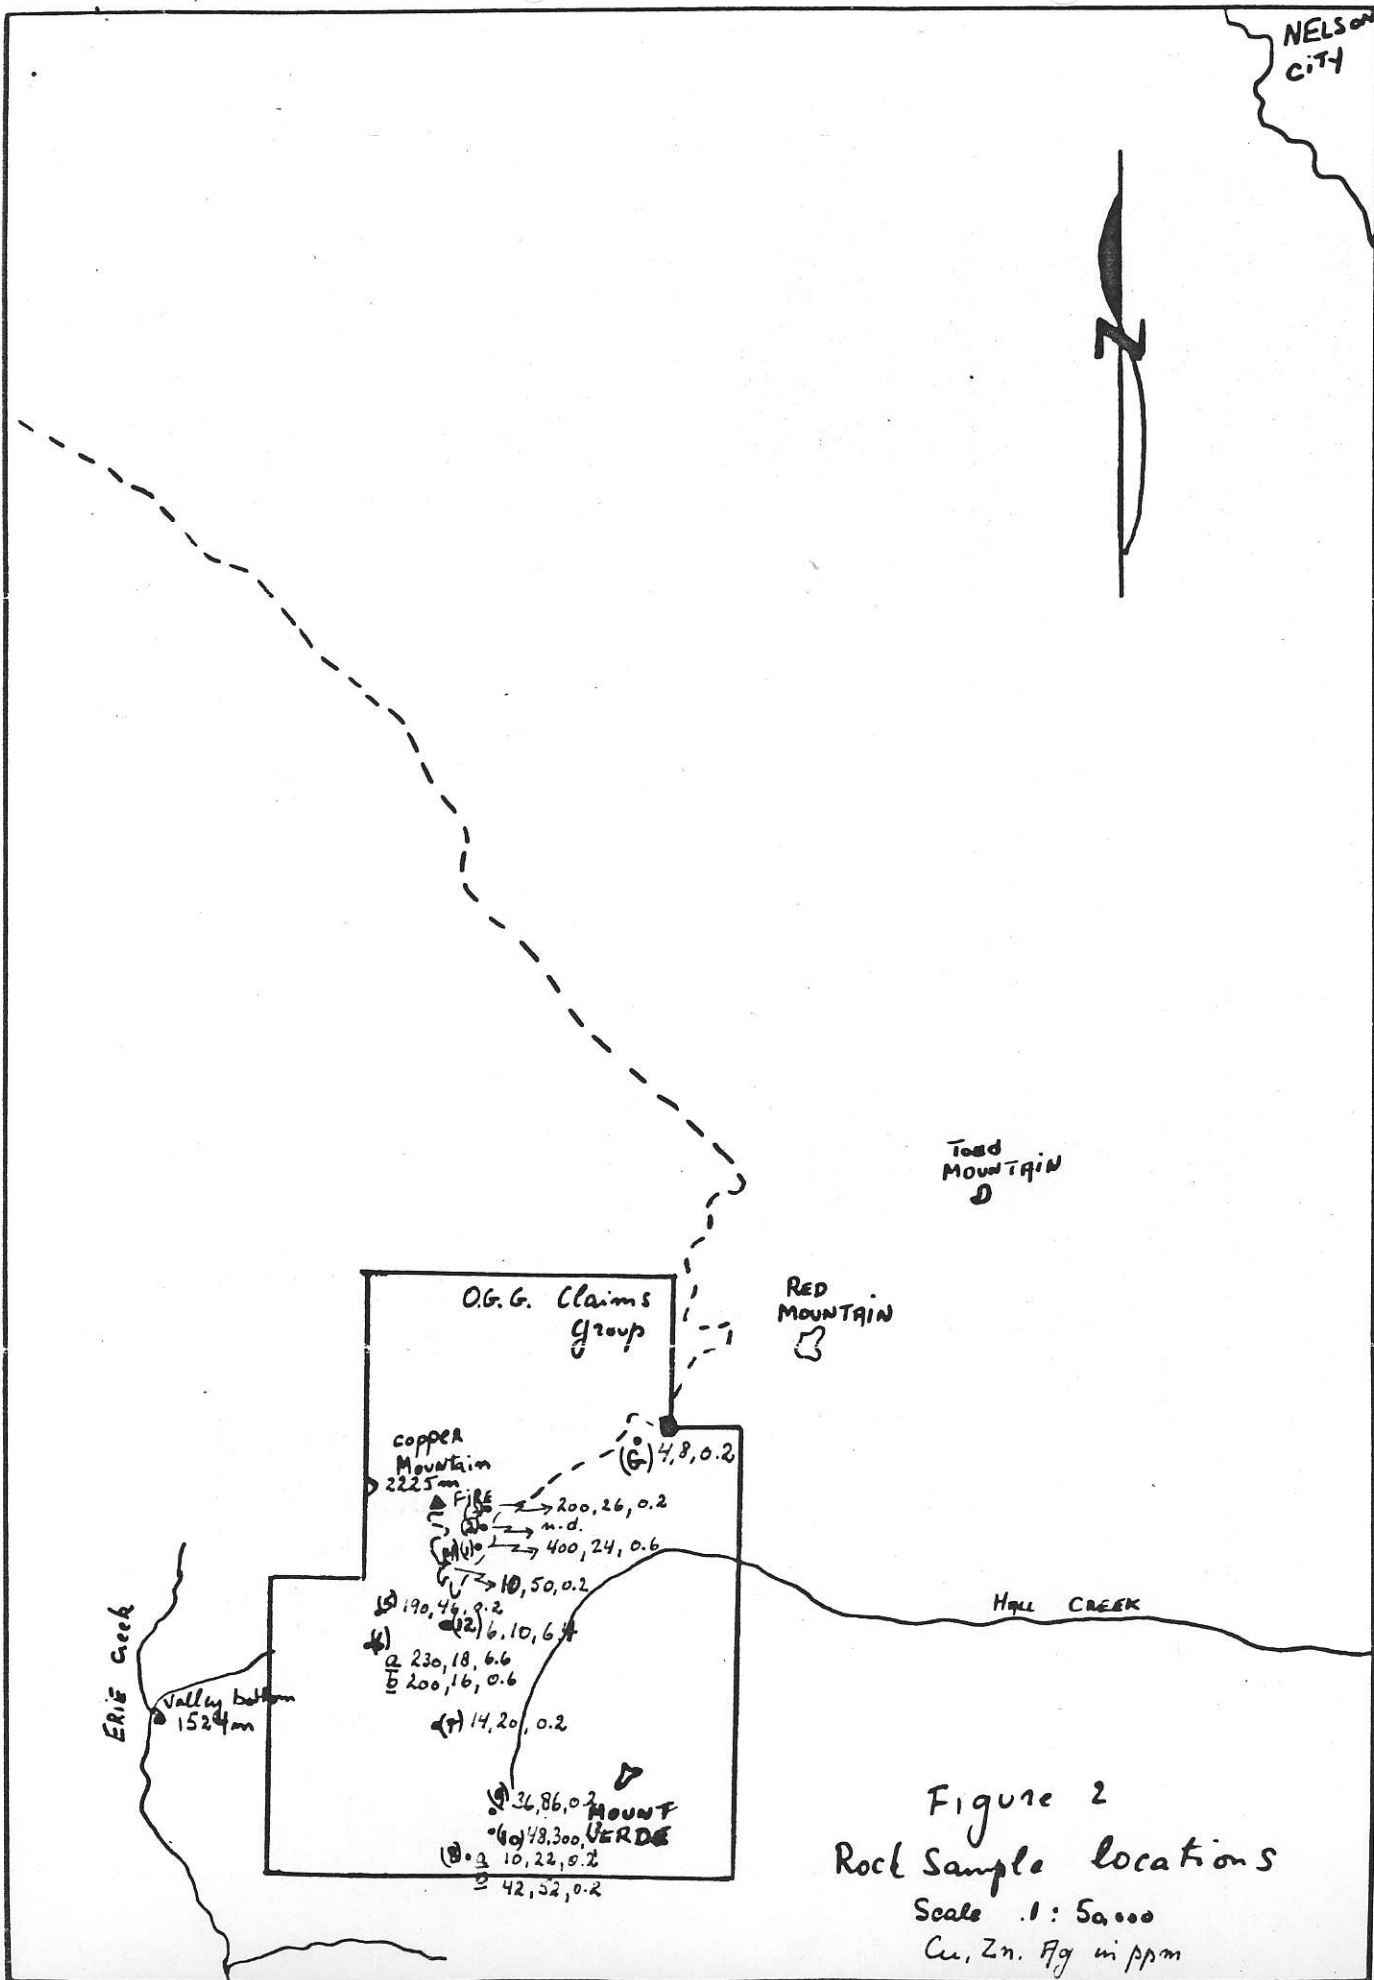 NELSON
CITY
N
Toad
MOUNTAIN
RED
MOUNTAIN
O.G.G. Claims
Group
(G) 4,8,0.2
copper
Mountain
2225m
FIRE
200,26,0.2
(2) n.d.
400,24,0.6
10,50,0.2
(5) 190,46,0.2
(12) 6,10,6.4
(6)
a 230,18,6.6
b 200,16,0.6
HALL CREEK
ERIE Creek
Valley bottom
1524m
(7) 14,20,0.2
(9) 36,86,0.2
MOUNT
VERDE
(10) 48,300,
(8) a 10,22,0.2
42,52,0.2
Figure 2
Rock Sample locations
Scale .1: 50,000
Cu, Zn. Ag in ppm